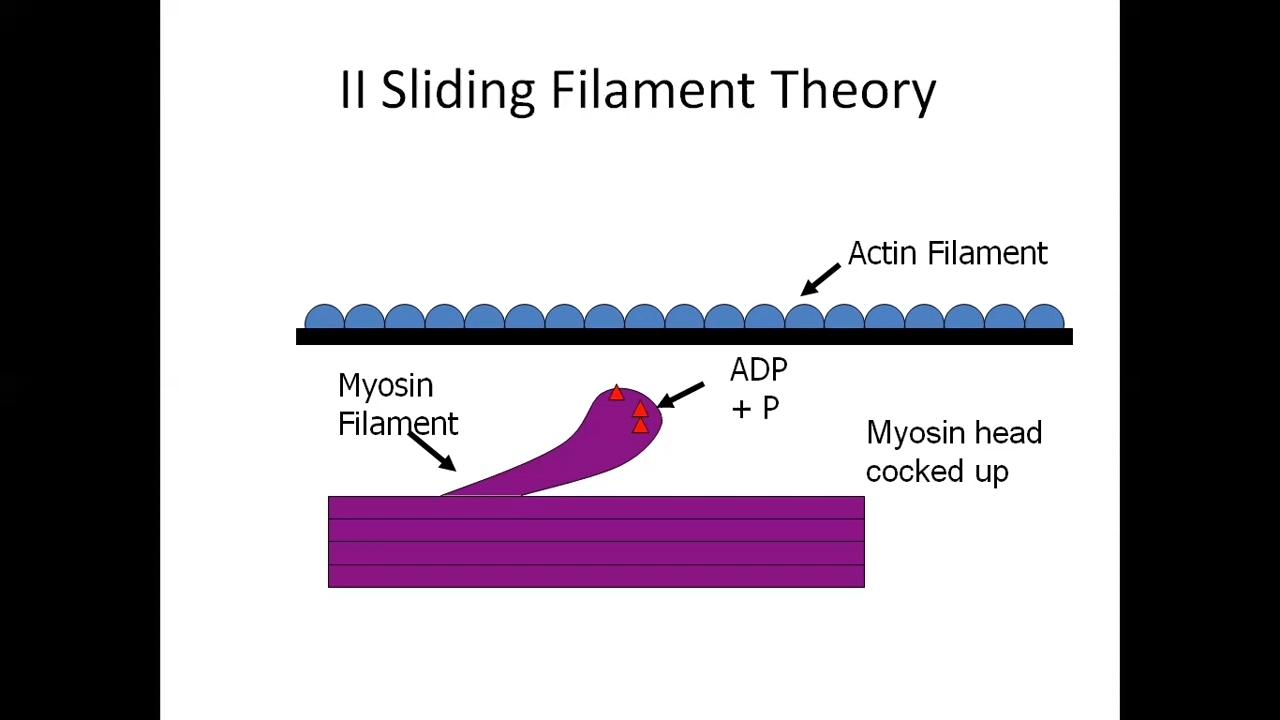 II Sliding Filament Theory
Actin Filament
Myosin
Filament
ADP
+ P
Myosin head
cocked up